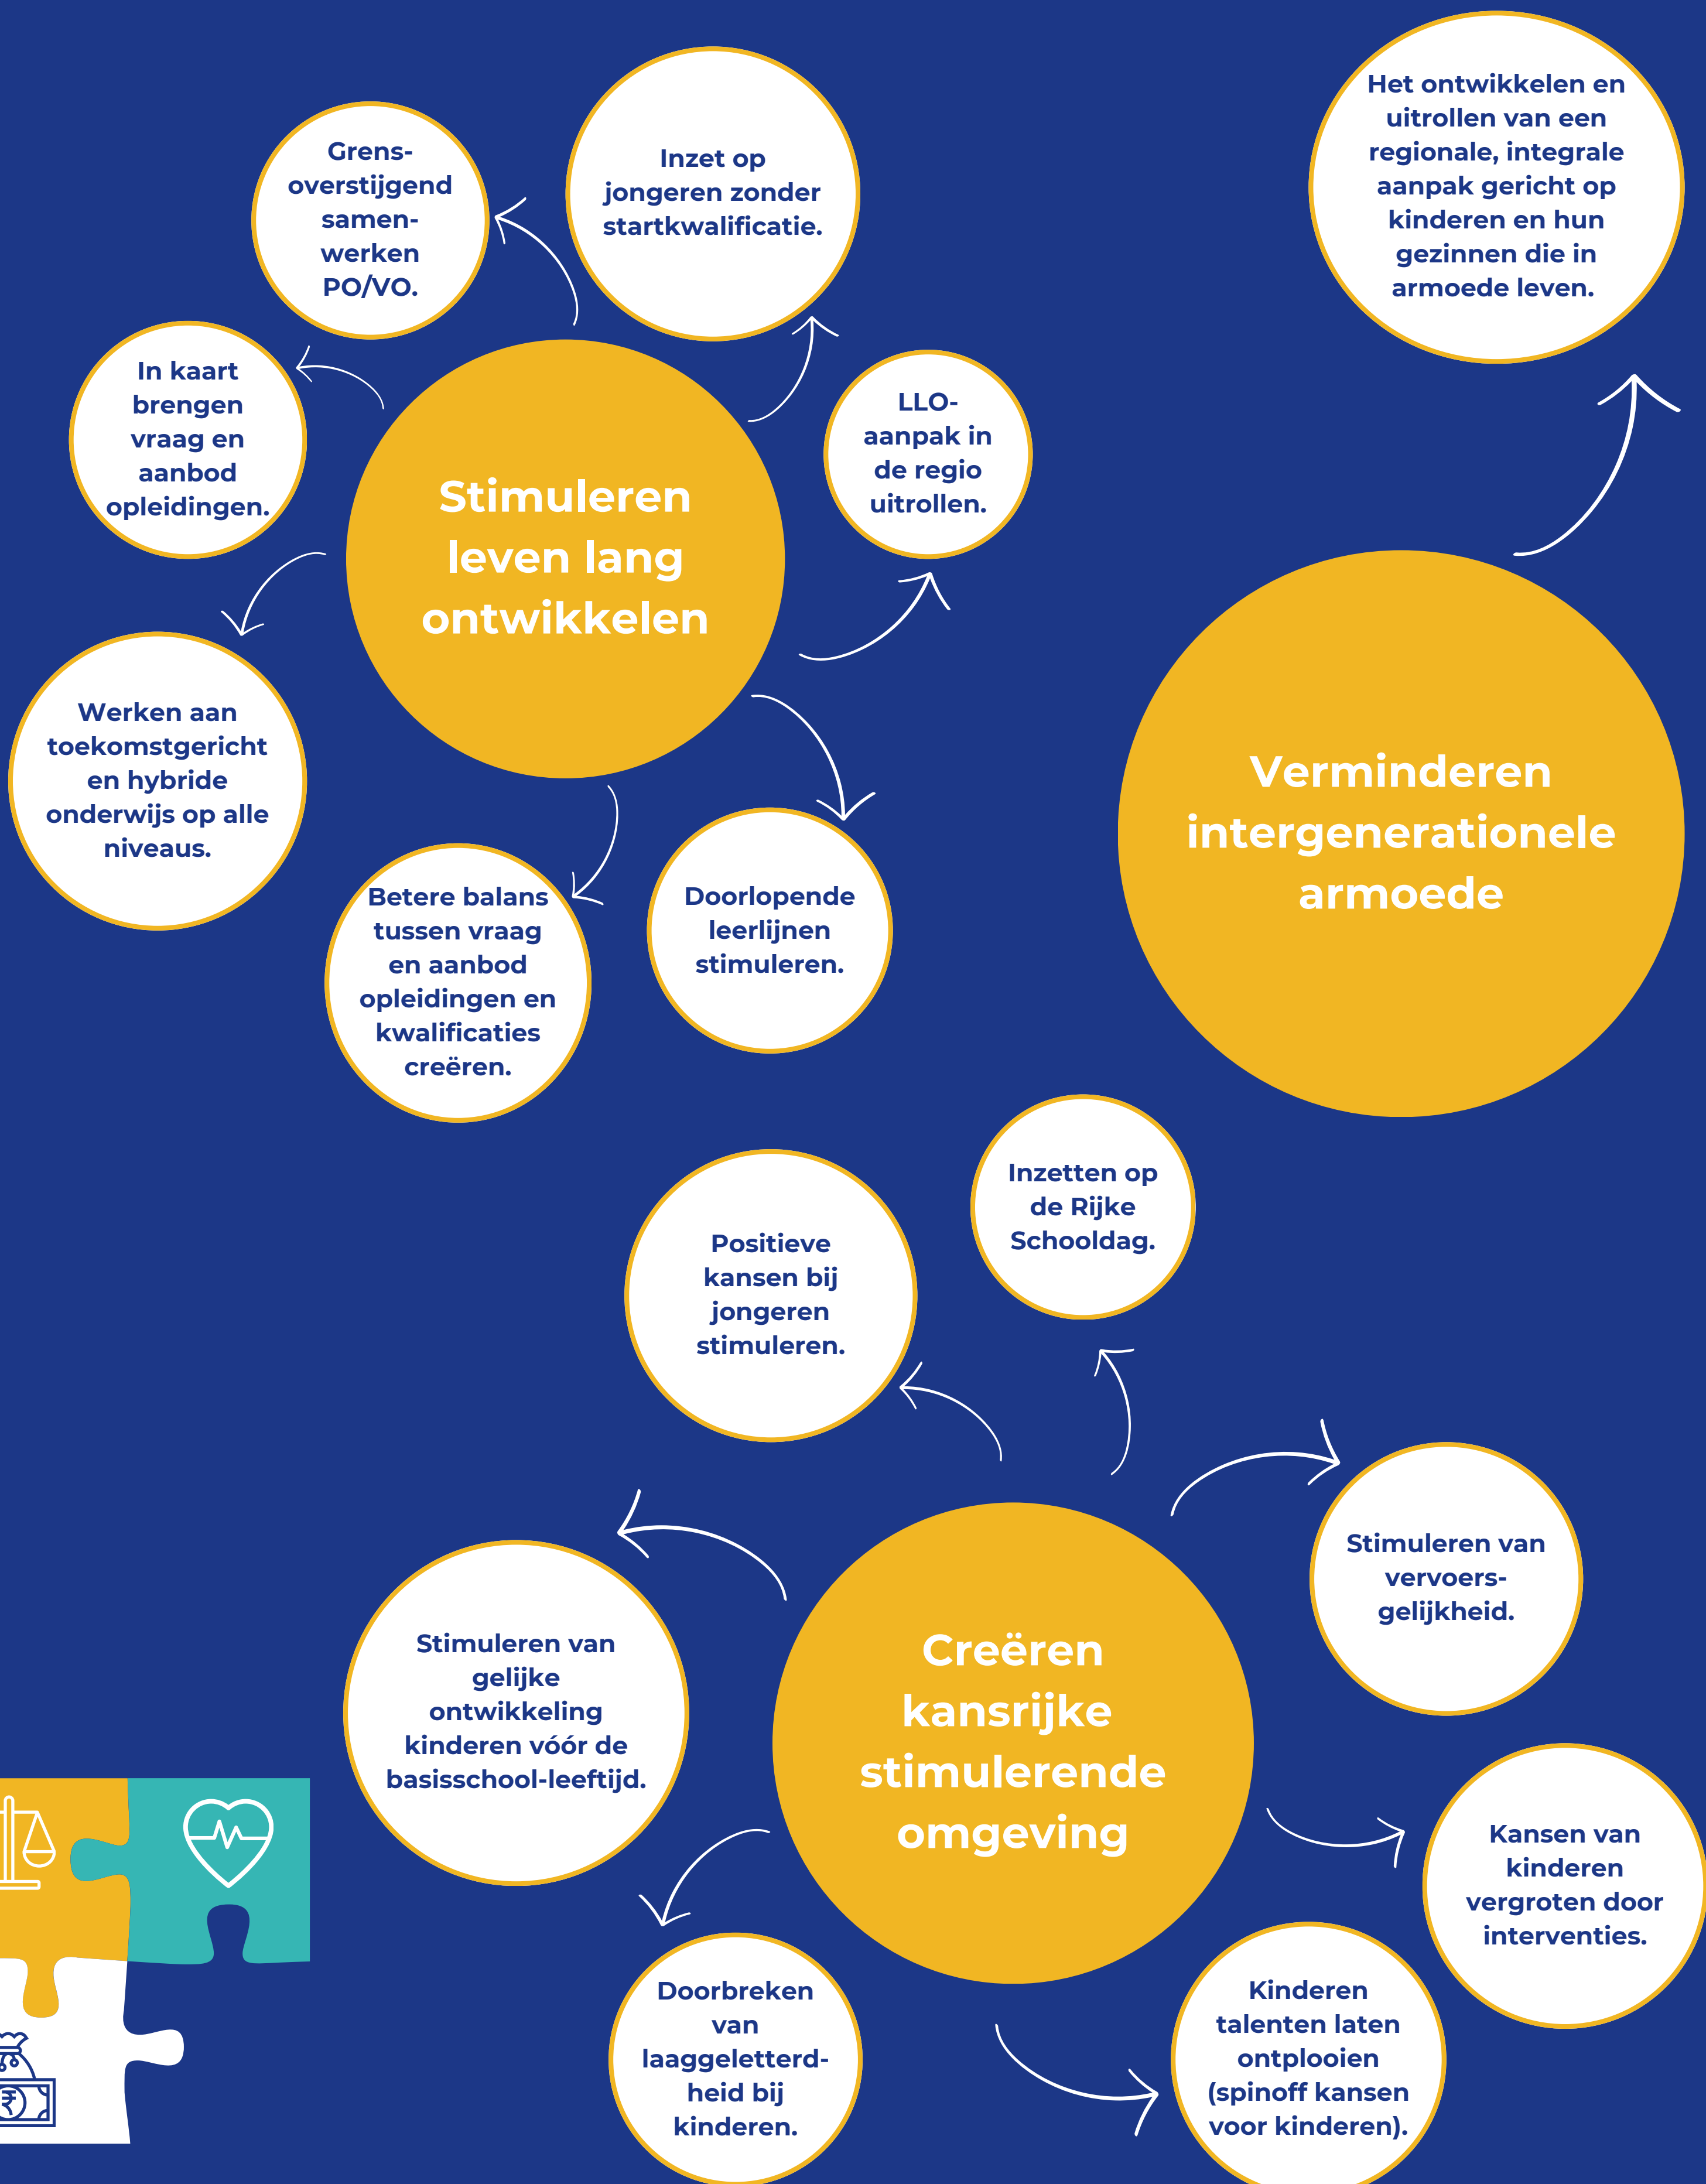 Grens-
overstijgend
samen-
werken
PO/VO.
Inzet op
jongeren zonder
startkwalificatie.
Het ontwikkelen en
uitrollen van een
regionale, integrale
aanpak gericht op
kinderen en hun
gezinnen die in
armoede leven.
In kaart
brengen
vraag en
aanbod
opleidingen.
LLO-
aanpak in
de regio
uitrollen.
Stimuleren
leven lang
ontwikkelen
Werken aan
toekomstgericht
en hybride
onderwijs op alle
niveaus.
Betere balans
tussen vraag
en aanbod
opleidingen en
kwalificaties
creëren.
Doorlopende
leerlijnen
stimuleren.
Verminderen
intergenerationele
armoede
Positieve
kansen bij
jongeren
stimuleren.
Inzetten op
de Rijke
Schooldag.
Stimuleren van
vervoers-
gelijkheid.
Stimuleren van
gelijke
ontwikkeling
kinderen vóór de
basisschool-leeftijd.
Creëren
kansrijke
stimulerende
omgeving
Kansen van
kinderen
vergroten door
interventies.
Doorbreken
van
laaggeletterd-
heid bij
kinderen.
Kinderen
talenten laten
ontplooien
(spinoff kansen
voor kinderen).
₹